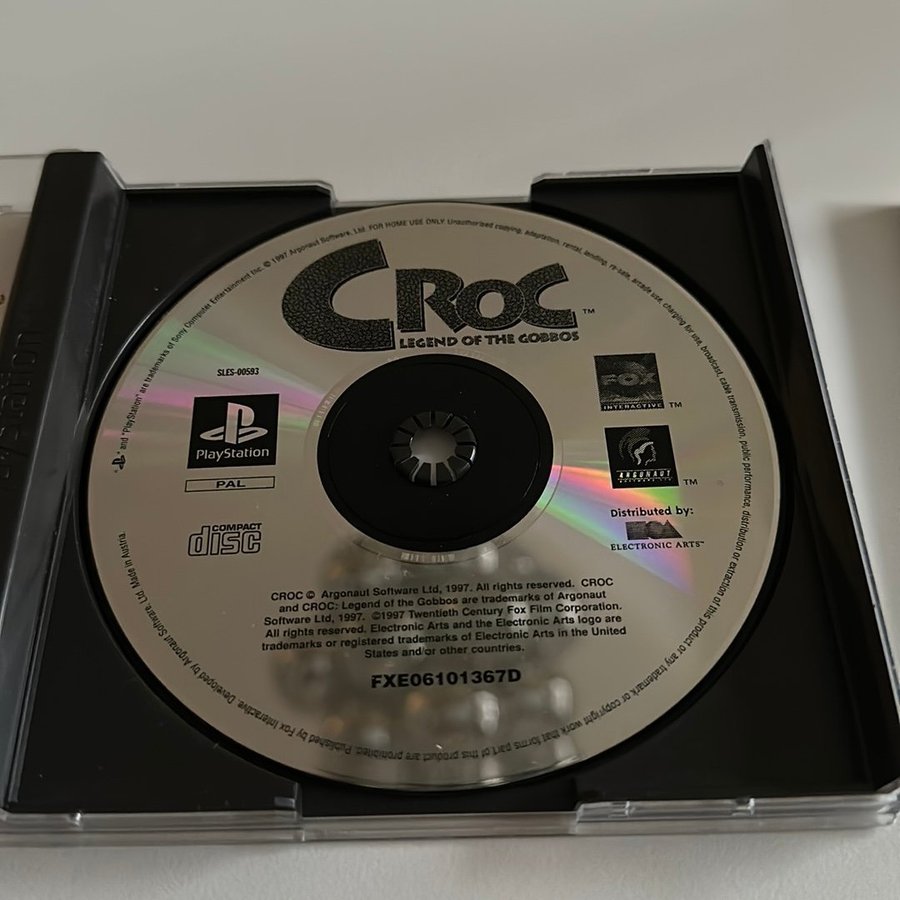 CROC™
LEGEND OF THE GOBBOS
SLES-00593
PlayStation
PAL
COMPACT
disc
FOX
INTERACTIVE ™
ARGONAUT
SOFTWARE LTD. ™
Distributed by:
EA
ELECTRONIC ARTS™
CROC © Argonaut Software Ltd, 1997. All rights reserved. CROC
and CROC: Legend of the Gobbos are trademarks of Argonaut
Software Ltd, 1997. ©1997 Twentieth Century Fox Film Corporation.
All rights reserved. Electronic Arts and the Electronic Arts logo are
trademarks or registered trademarks of Electronic Arts in the United
States and/or other countries.
FXE06101367D
and "PlayStation" are trademarks of Sony Computer Entertainment Inc. © 1997 Argonaut Software, Ltd. FOR HOME USE ONLY. Unauthorised copying, adaptation, rental, lending, re-sale, arcade use, charging for use, broadcast, cable transmission, public performance, distribution or extraction of this product or any trademark or copyright work that forms part of this product are prohibited. Published by Fox Interactive. Developed by Argonaut Software, Ltd. Made in Austria.